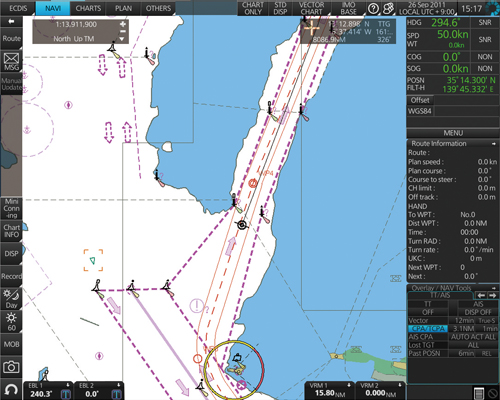 ECDIS NAVI CHARTS PLAN OTHERS CHART ONLY STD DISP VECTOR CHART IMO BASE
26 Sep 2011
LOCAL UTC + 9:00
15:17
1:13,911,900
North Up TM
12.898' N TTG
37.414' W 161:
8086.9NM 326°
HDG 294.6° SNR
SPD 50.0kn
WT 0.0kn SNR
COG 0.0° SNR
SOG 0.0kn SNR
POSN 35°14.300' N
FILT-H 139°45.332' E
Offset
WGS84
MENU
Route Information
Route :
Plan speed : 0.0 kn
Plan course : 0.0°
Course to steer : 0.0°
CH limit : 0.0 m
Off track : 0.0 m
HAND
To WPT : No.0
Dist WPT : 0.0 NM
Time : 00:00
Turn RAD : 0.0 NM
Turn rate : 0.0°/min
UKC : 0 m
Next WPT : 0
Next : 0.0°
Overlay / NAV Tools
TT/AIS
TT AIS
OFF DISP OFF
Vector 12min True-S
CPA/TCPA 3.1NM 1min
AIS CPA AUTO ACT ALL
Lost TGT ALL
Past POSN 6min REL
Route
MSG
Manual
Update
Mini
Conn
-ing
Chart
INFO
DISP
Record
Day
60
MOB
EBL 1 240.3° T
EBL 2 0.0° T
VRM 1 15.80 NM
VRM 2 0.000 NM